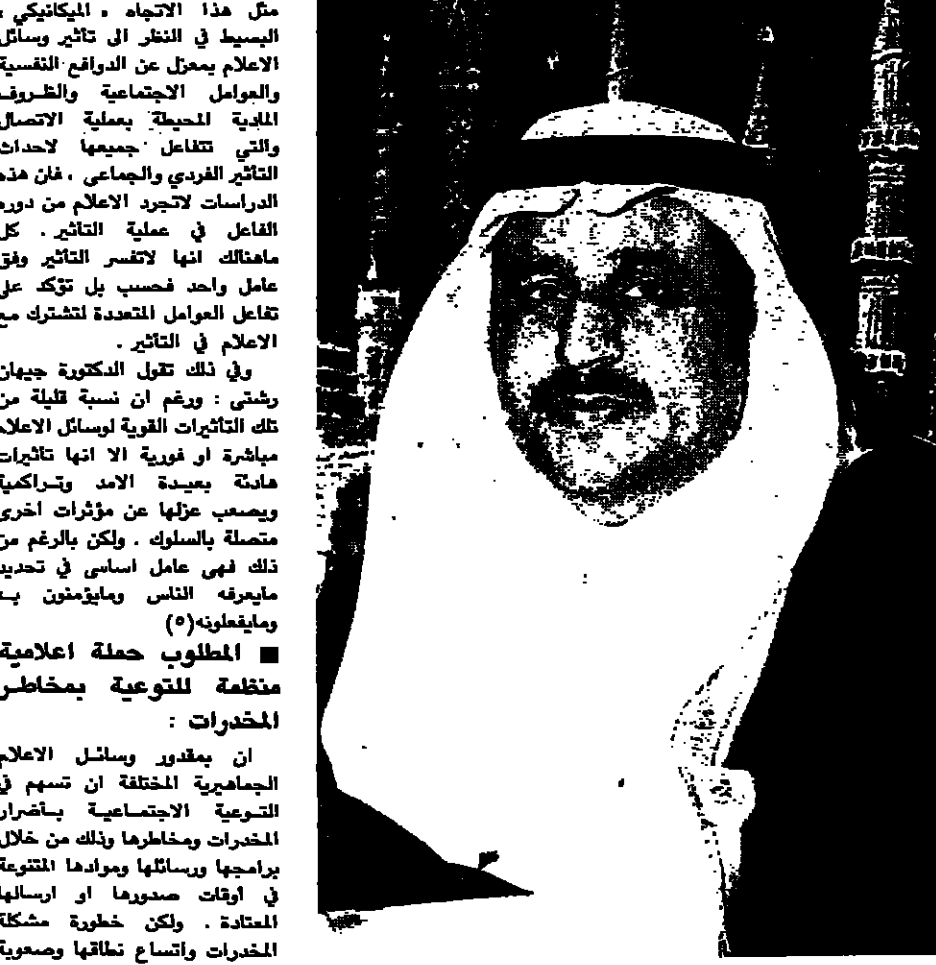 مثل هذا الاتجاه « الميكانيكي »
البسيط في النظر الى تأثير وسائل
الاعلام بمعزل عن الدوافع النفسية
والعوامل الاجتماعية والظروف
المادية المحيطة بعملية الاتصال
والتي تتفاعل جميعها لاحداث
التأثير الفردي والجماعى ، فان هذه
الدراسات لاتجرد الاعلام من دوره
الفاعل في عملية التأثير . كل
ماهنالك انها لاتفسر التأثير وفق
عامل واحد فحسب بل تؤكد على
تفاعل العوامل المتعددة لتشترك مع
الاعلام في التأثير .
وفي ذلك تقول الدكتورة جيهان
رشتى : ورغم ان نسبة قليلة من
تلك التأثيرات القوية لوسائل الاعلام
مباشرة او فورية الا انها تأثيرات
هادئة بعيدة الامد وتراكمية
ويصعب عزلها عن مؤثرات اخرى
متصلة بالسلوك . ولكن بالرغم من
ذلك فهى عامل اساسى في تحديد
مايعرفه الناس ومايؤمنون به
ومايفعلونه(٥)
■ المطلوب حملة اعلامية
منظمة للتوعية بمخاطر
المخدرات :
ان بمقدور وسائل الاعلام
الجماهيرية المختلفة ان تسهم في
التوعية الاجتماعية بأضرار
المخدرات ومخاطرها وذلك من خلال
برامجها ورسائلها وموادها المتنوعة
في أوقات صدورها او ارسالها
المعتادة . ولكن خطورة مشكلة
المخدرات واتساع نطاقها وصعوبة